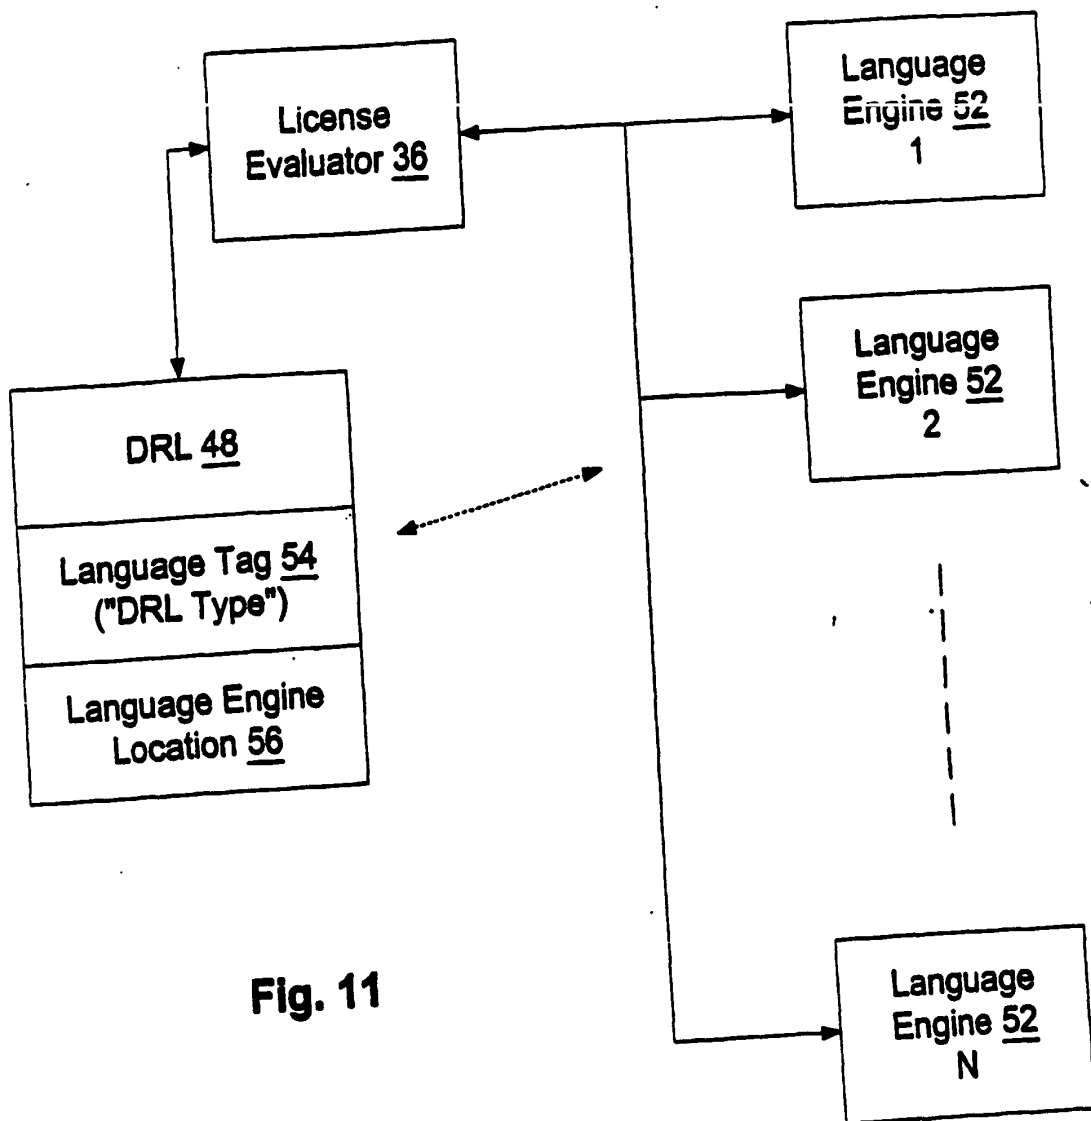 License
Evaluator 36
Language
Engine 52
1
Language
Engine 52
2
DRL 48
Language Tag 54
("DRL Type")
Language Engine
Location 56
Language
Engine 52
N
Fig. 11